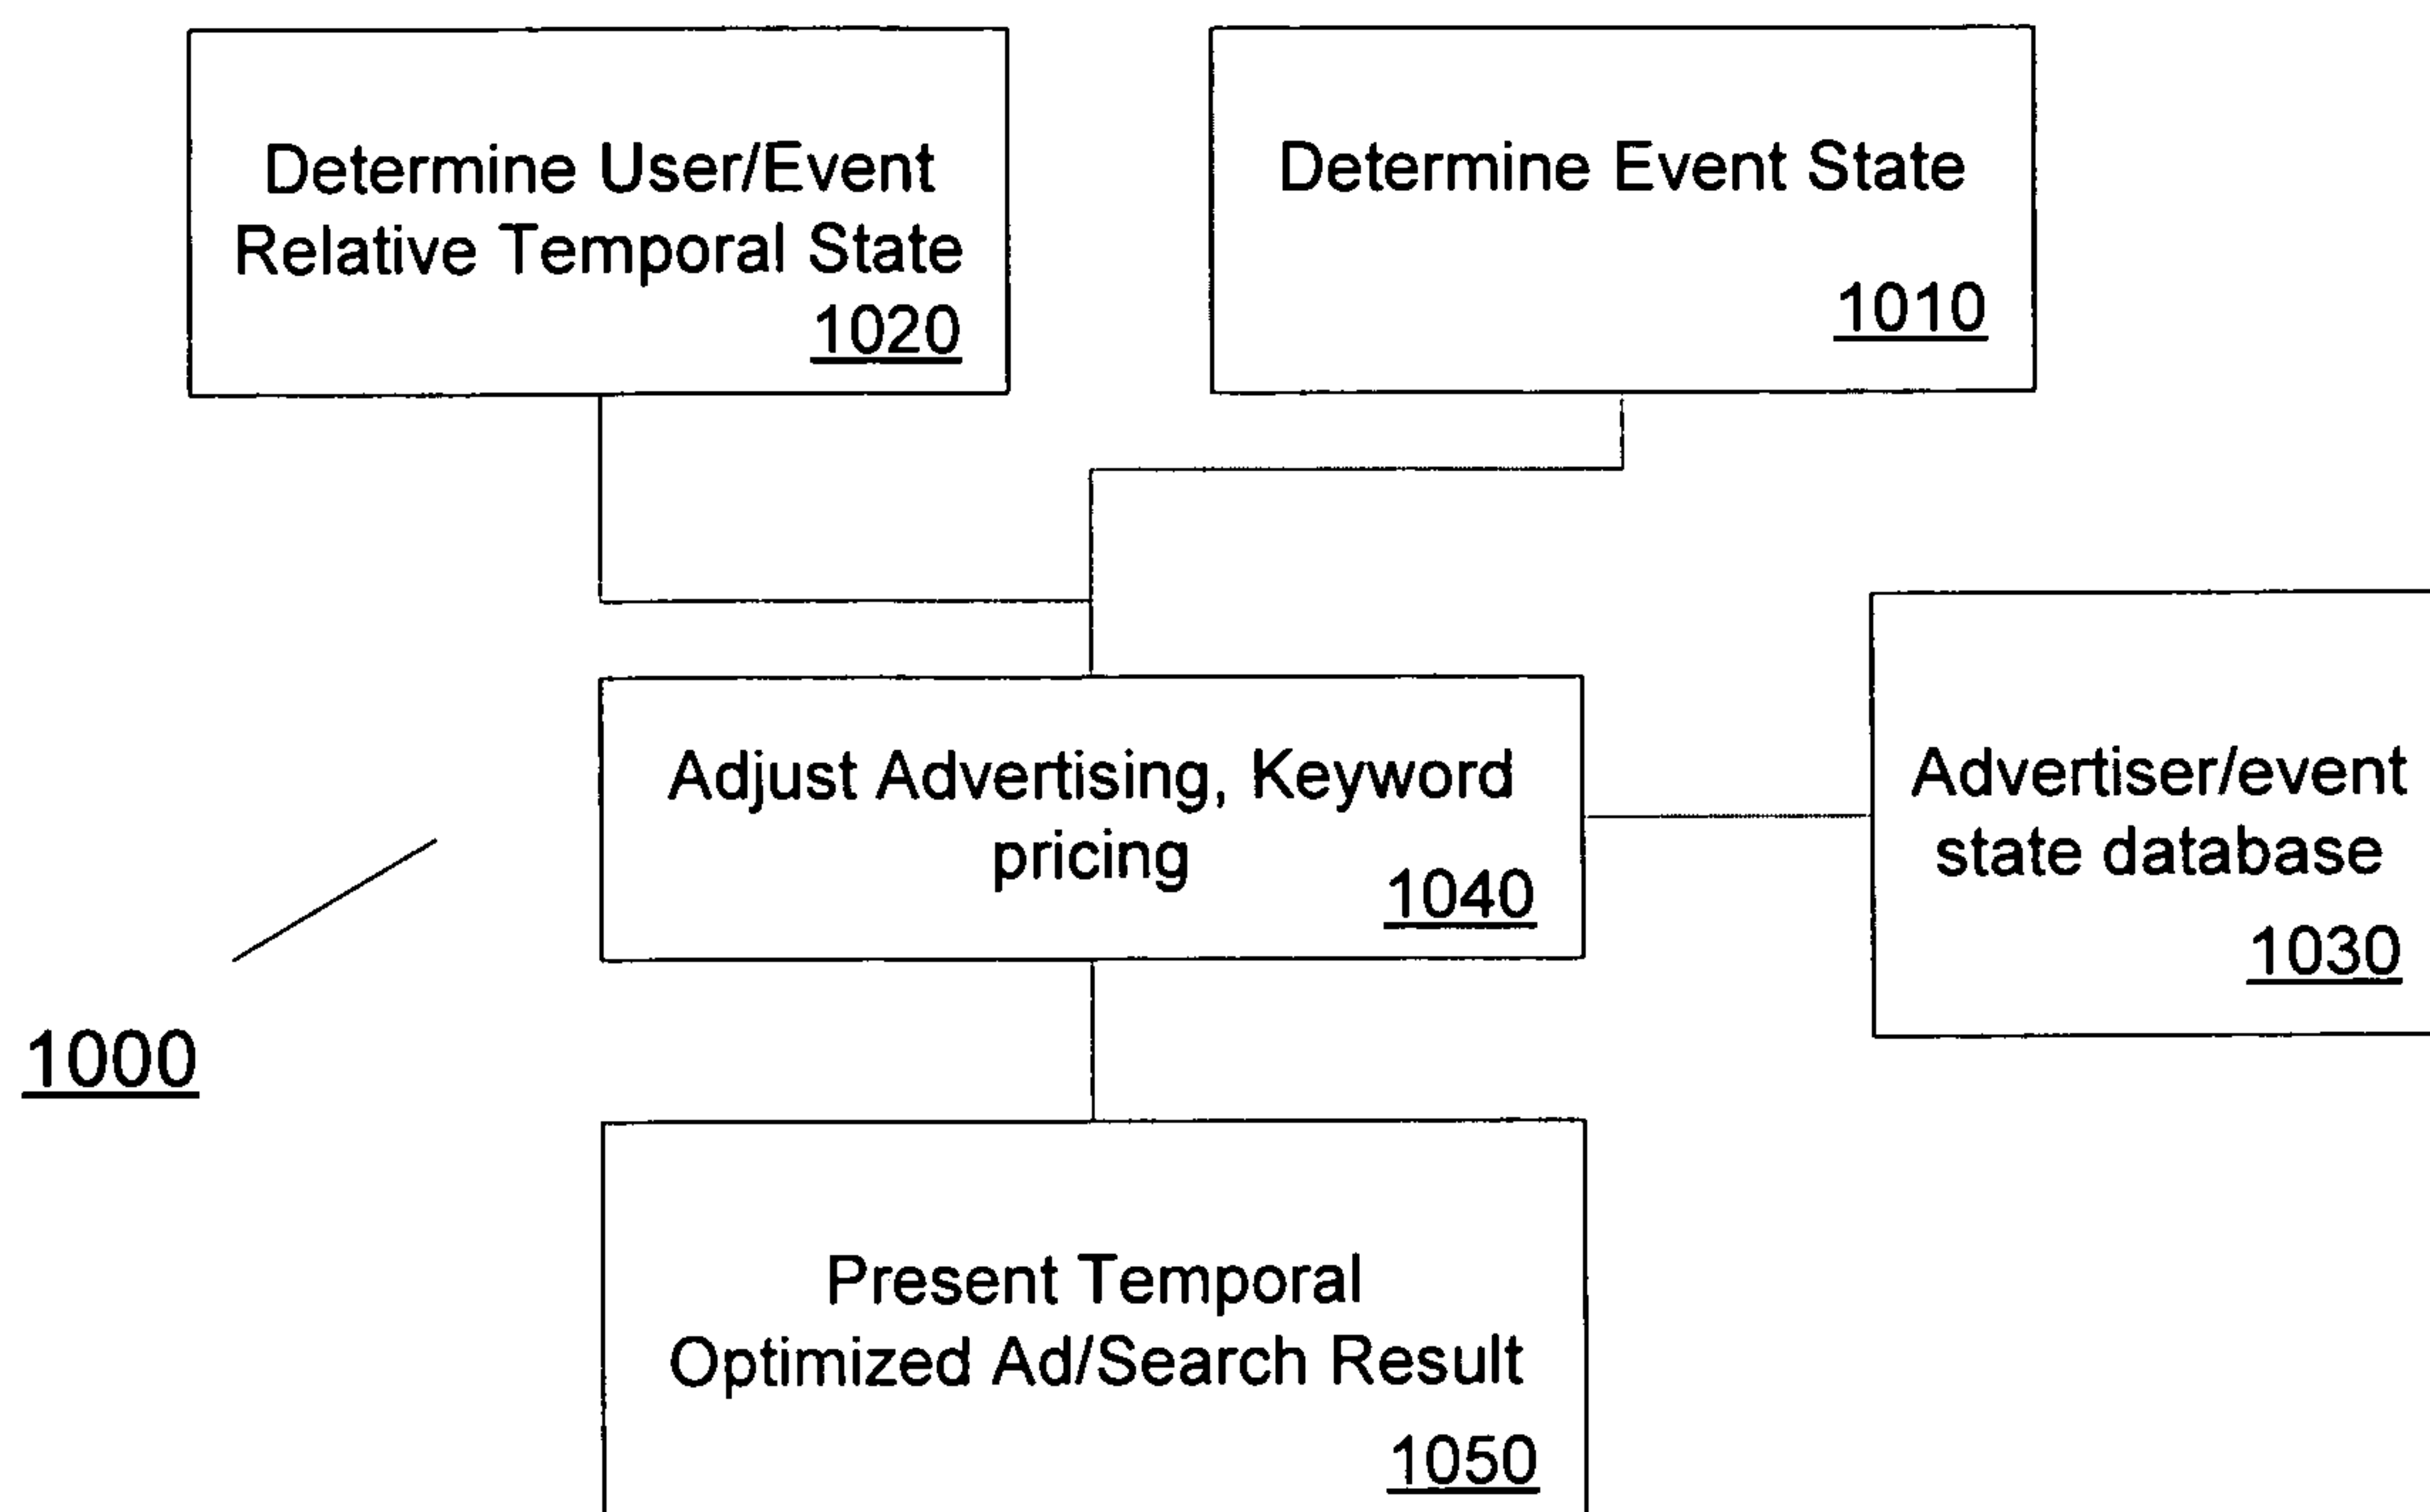 Determine User/Event
Relative Temporal State
1020
Determine Event State
1010
Adjust Advertising, Keyword
pricing
1040
Advertiser/event
state database
1030
1000
Present Temporal
Optimized Ad/Search Result
1050